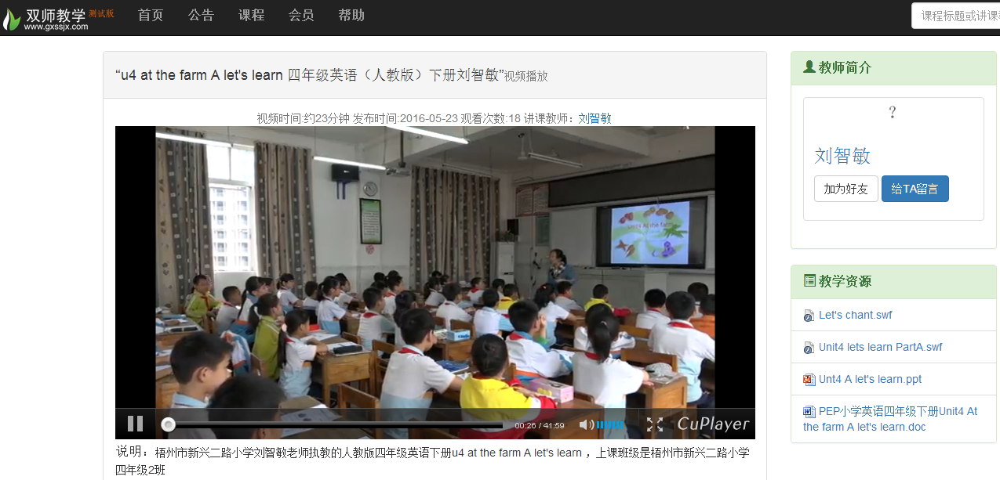 双师教学 测试版
www.gxssjx.com
首页 公告 课程 会员 帮助
课程标题或讲课
“u4 at the farm A let's learn 四年级英语（人教版）下册刘智敏”视频播放
视频时间:约23分钟 发布时间:2016-05-23 观看次数:18 讲课教师：刘智敏
at the farm
00:26 / 41:59
CuPlayer
说明：梧州市新兴二路小学刘智敏老师执教的人教版四年级英语下册u4 at the farm A let's learn ，上课班级是梧州市新兴二路小学
四年级2班
教师简介
?
刘智敏
加为好友 给TA留言
教学资源
Let's chant.swf
Unit4 lets learn PartA.swf
Unt4 A let's learn.ppt
PEP小学英语四年级下册Unit4 At
the farm A let's learn.doc